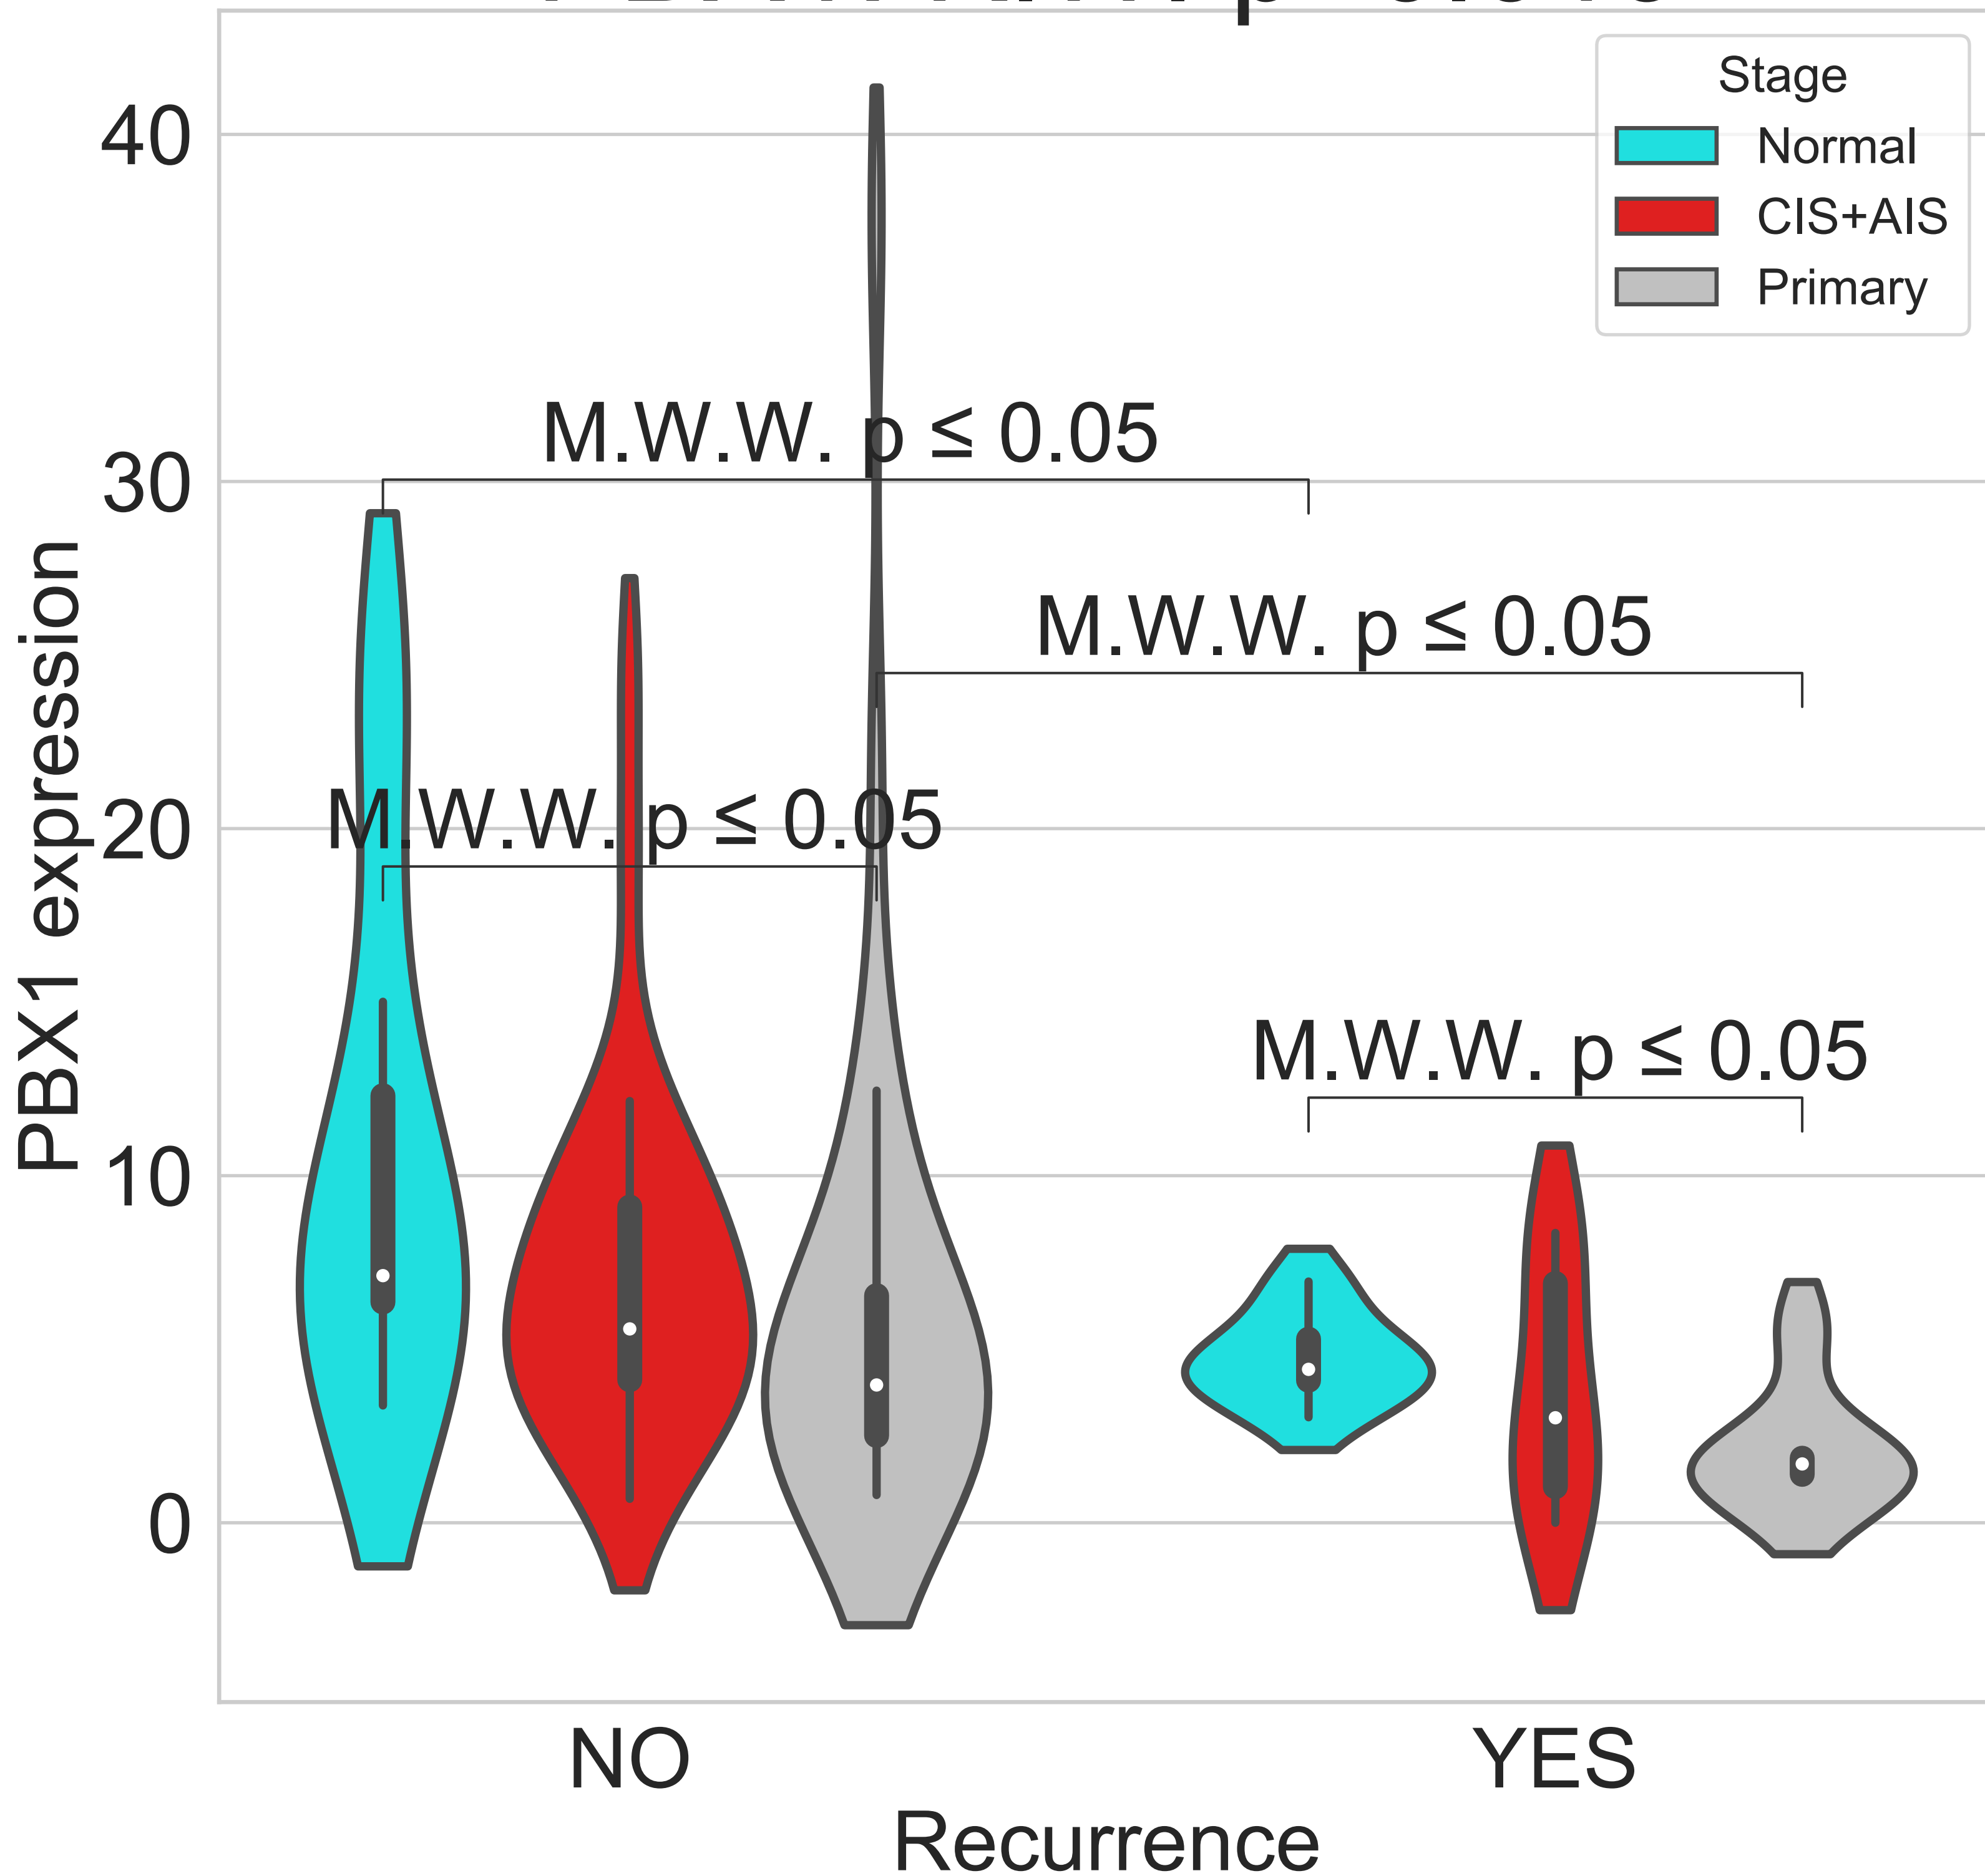 Stage
Normal
CIS+AIS
Primary
PBX1 expression
40
30
20
10
0
M.W.W. p ≤ 0.05
M.W.W. p ≤ 0.05
M.W.W. p ≤ 0.05
M.W.W. p ≤ 0.05
NO
YES
Recurrence